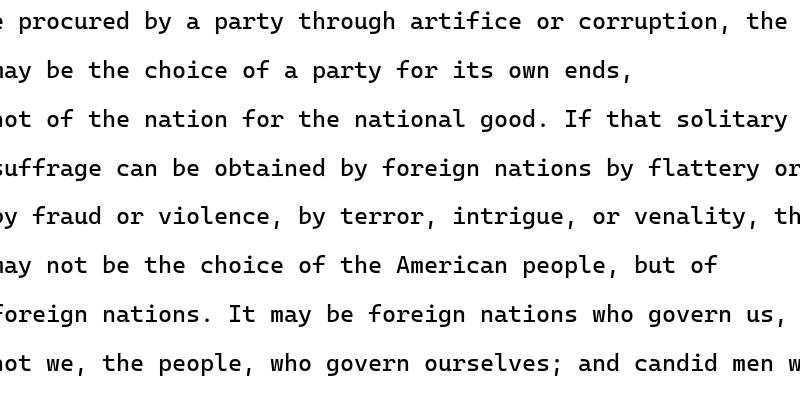 e procured by a party through artifice or corruption, the
may be the choice of a party for its own ends,
not of the nation for the national good. If that solitary
suffrage can be obtained by foreign nations by flattery or
by fraud or violence, by terror, intrigue, or venality, th
may not be the choice of the American people, but of
foreign nations. It may be foreign nations who govern us,
not we, the people, who govern ourselves; and candid men w